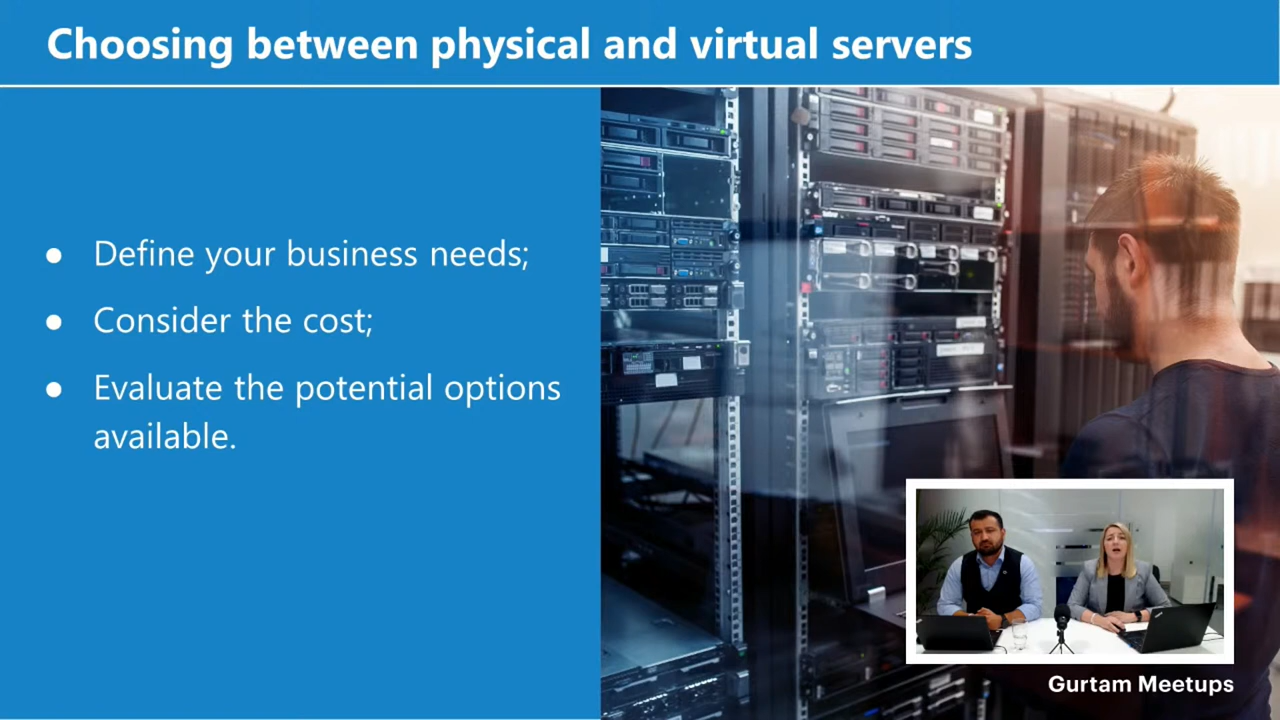 Choosing between physical and virtual servers
● Define your business needs;
● Consider the cost;
● Evaluate the potential options
available.
Gurtam Meetups